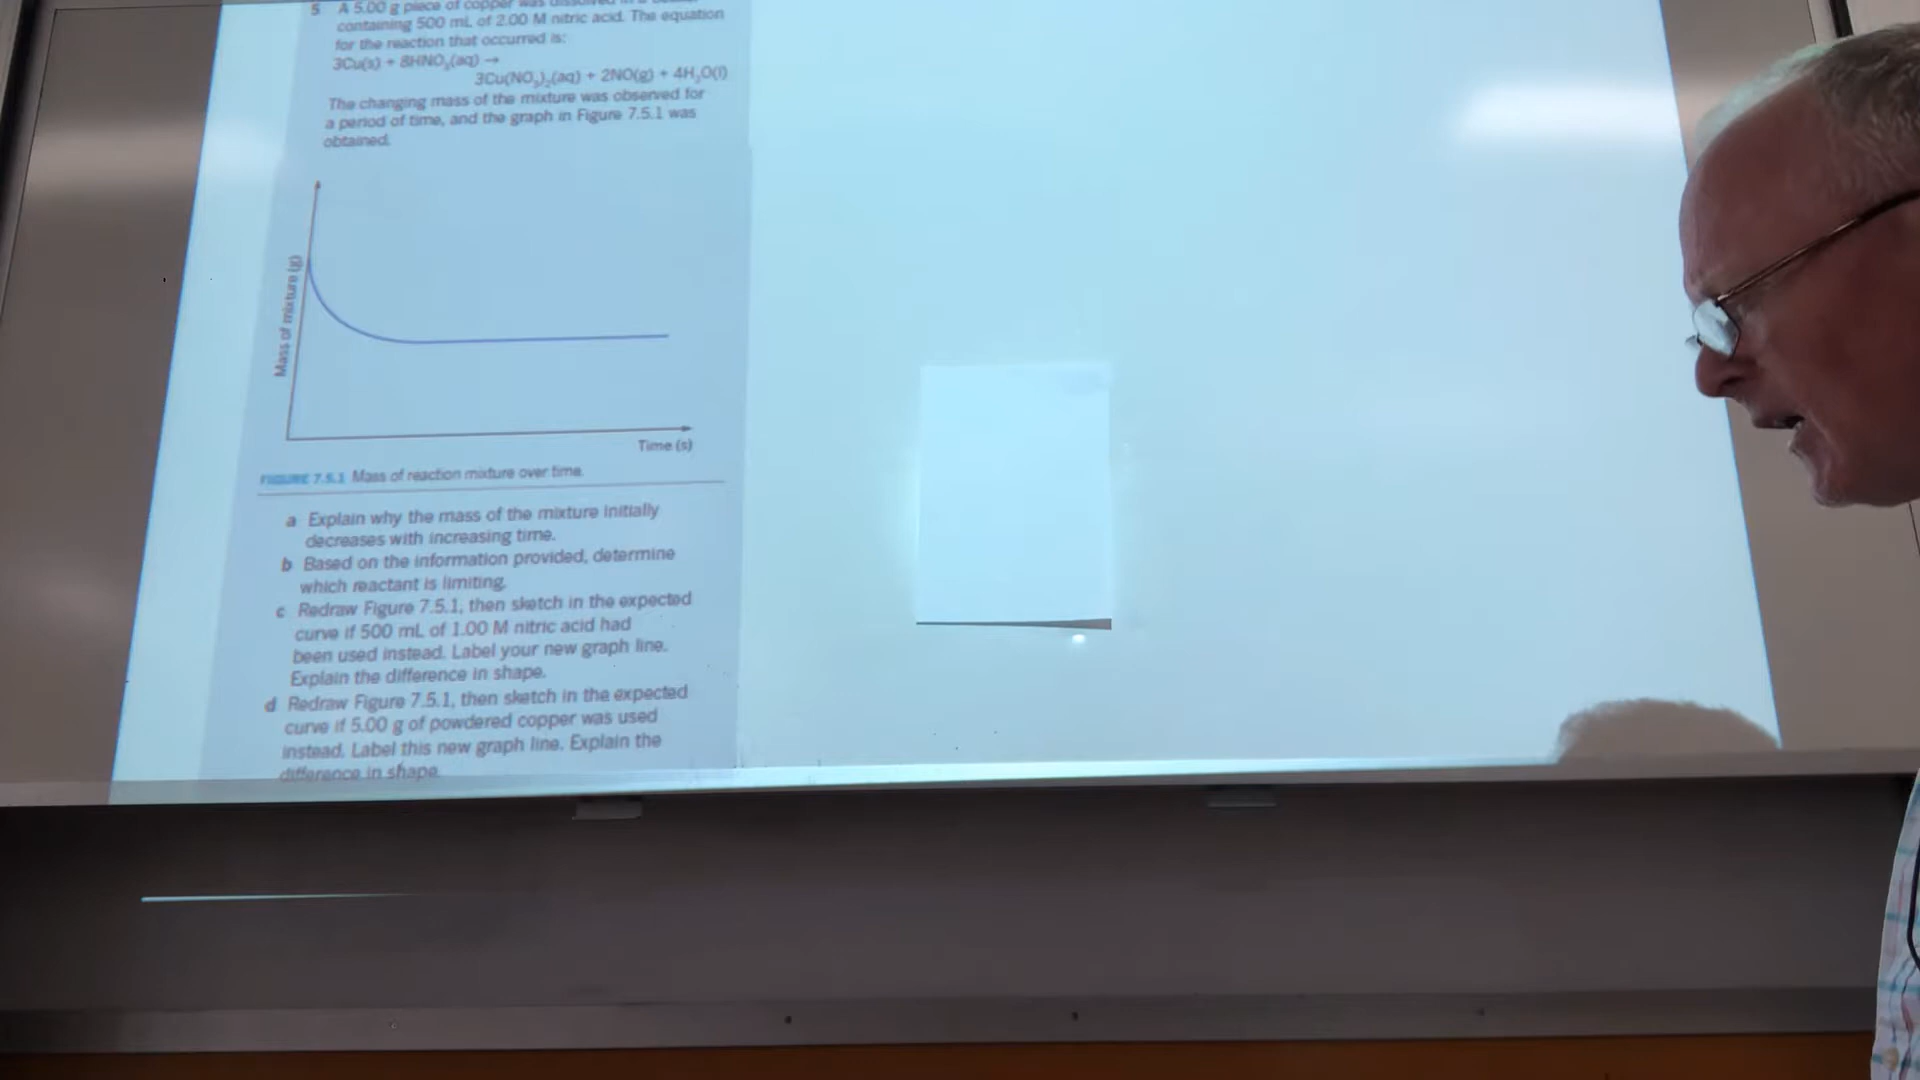 5 A 5.00 g piece of copper was dissolved in a
containing 500 mL of 2.00 M nitric acid. The equation
for the reaction that occurred is:
3Cu(s) + 8HNO₃(aq) →
3Cu(NO₃)₂(aq) + 2NO(g) + 4H₂O(l)
The changing mass of the mixture was observed for
a period of time, and the graph in Figure 7.5.1 was
obtained.
Mass of mixture (g)
Time (s)
FIGURE 7.5.1 Mass of reaction mixture over time.
a Explain why the mass of the mixture initially
decreases with increasing time.
b Based on the information provided, determine
which reactant is limiting.
c Redraw Figure 7.5.1, then sketch in the expected
curve if 500 mL of 1.00 M nitric acid had
been used instead. Label your new graph line.
Explain the difference in shape.
d Redraw Figure 7.5.1, then sketch in the expected
curve if 5.00 g of powdered copper was used
instead. Label this new graph line. Explain the
difference in shape.